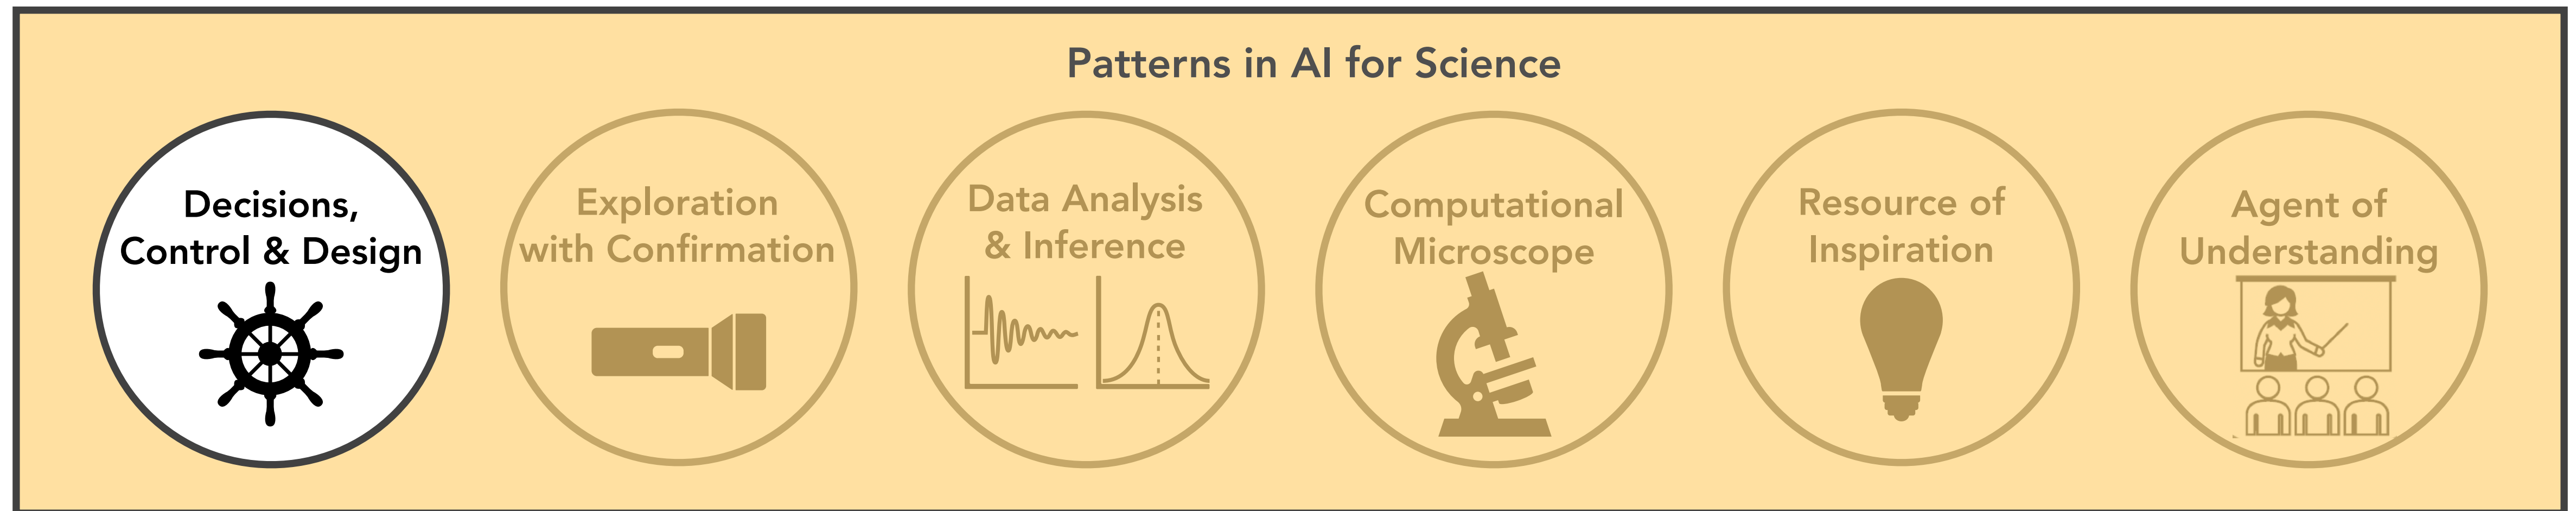 Patterns in AI for Science
Decisions,
Control & Design
Exploration
with Confirmation
Data Analysis
& Inference
Computational
Microscope
Resource of
Inspiration
Agent of
Understanding